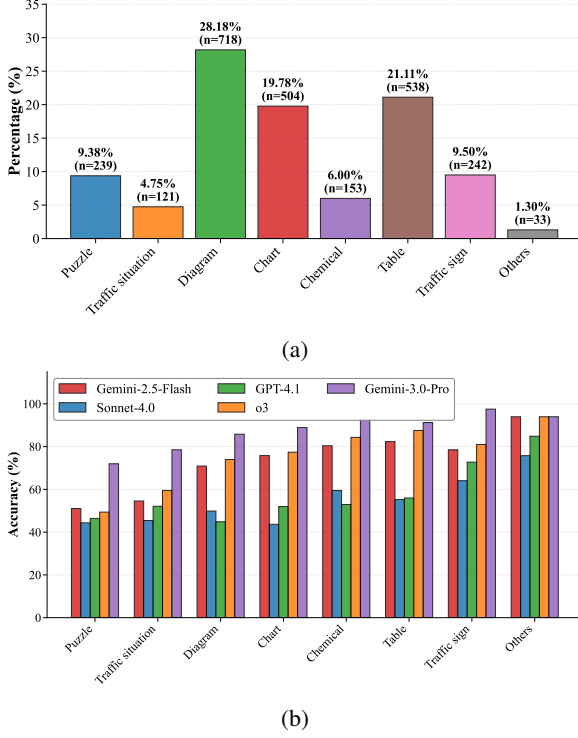 35
30
25
20
15
10
5
0
Percentage (%)
9.38%
(n=239)
4.75%
(n=121)
28.18%
(n=718)
19.78%
(n=504)
6.00%
(n=153)
21.11%
(n=538)
9.50%
(n=242)
1.30%
(n=33)
Puzzle
Traffic situation
Diagram
Chart
Chemical
Table
Traffic sign
Others
(a)
Gemini-2.5-Flash GPT-4.1 Gemini-3.0-Pro
Sonnet-4.0 o3
100
80
60
40
20
0
Accuracy (%)
Puzzle
Traffic situation
Diagram
Chart
Chemical
Table
Traffic sign
Others
(b)